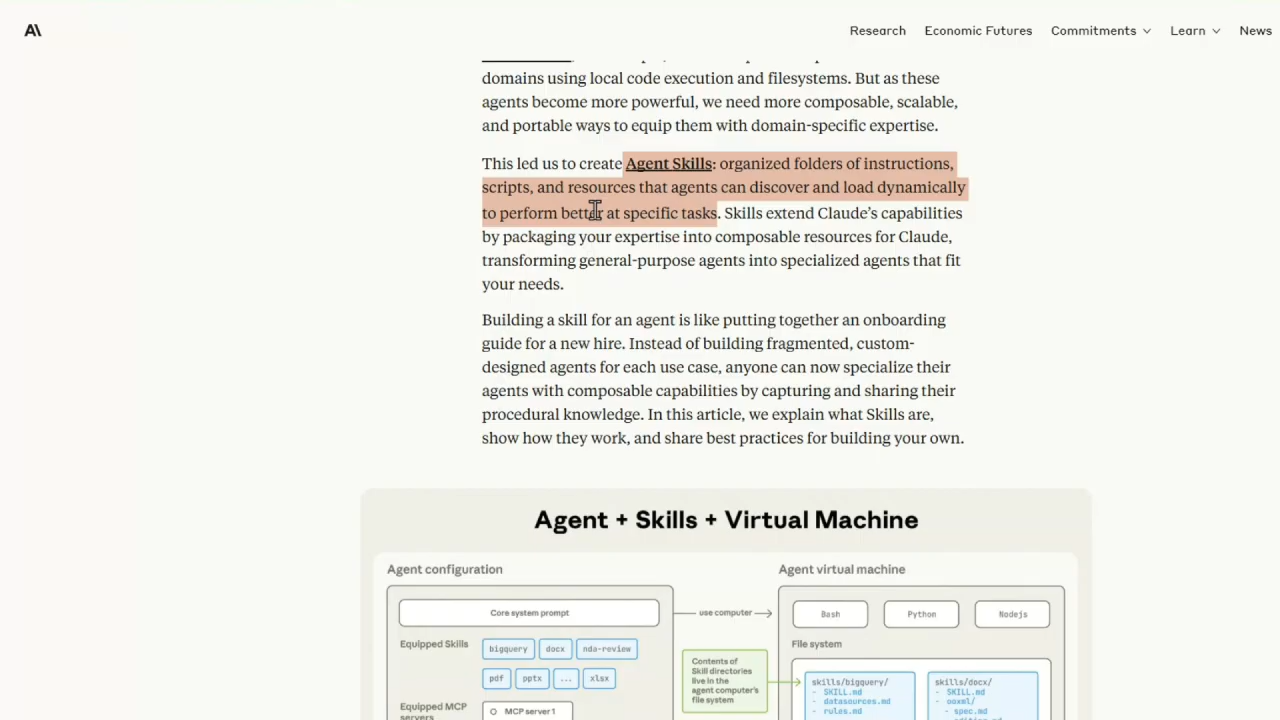 A\
Research Economic Futures Commitments Learn News
domains using local code execution and filesystems. But as these
agents become more powerful, we need more composable, scalable,
and portable ways to equip them with domain-specific expertise.
This led us to create Agent Skills: organized folders of instructions,
scripts, and resources that agents can discover and load dynamically
to perform better at specific tasks. Skills extend Claude's capabilities
by packaging your expertise into composable resources for Claude,
transforming general-purpose agents into specialized agents that fit
your needs.
Building a skill for an agent is like putting together an onboarding
guide for a new hire. Instead of building fragmented, custom-
designed agents for each use case, anyone can now specialize their
agents with composable capabilities by capturing and sharing their
procedural knowledge. In this article, we explain what Skills are,
show how they work, and share best practices for building your own.
Agent + Skills + Virtual Machine
Agent configuration
Core system prompt
Equipped Skills
bigquery docx nda-review
pdf pptx ... xlsx
Equipped MCP
servers
MCP server 1
use computer
Contents of
Skill directories
live in the
agent computer's
file system
Agent virtual machine
Bash Python Nodejs
File system
skills/bigquery/
- SKILL.md
- datasources.md
- rules.md
skills/docx/
- SKILL.md
- ooxml/
- spec.md